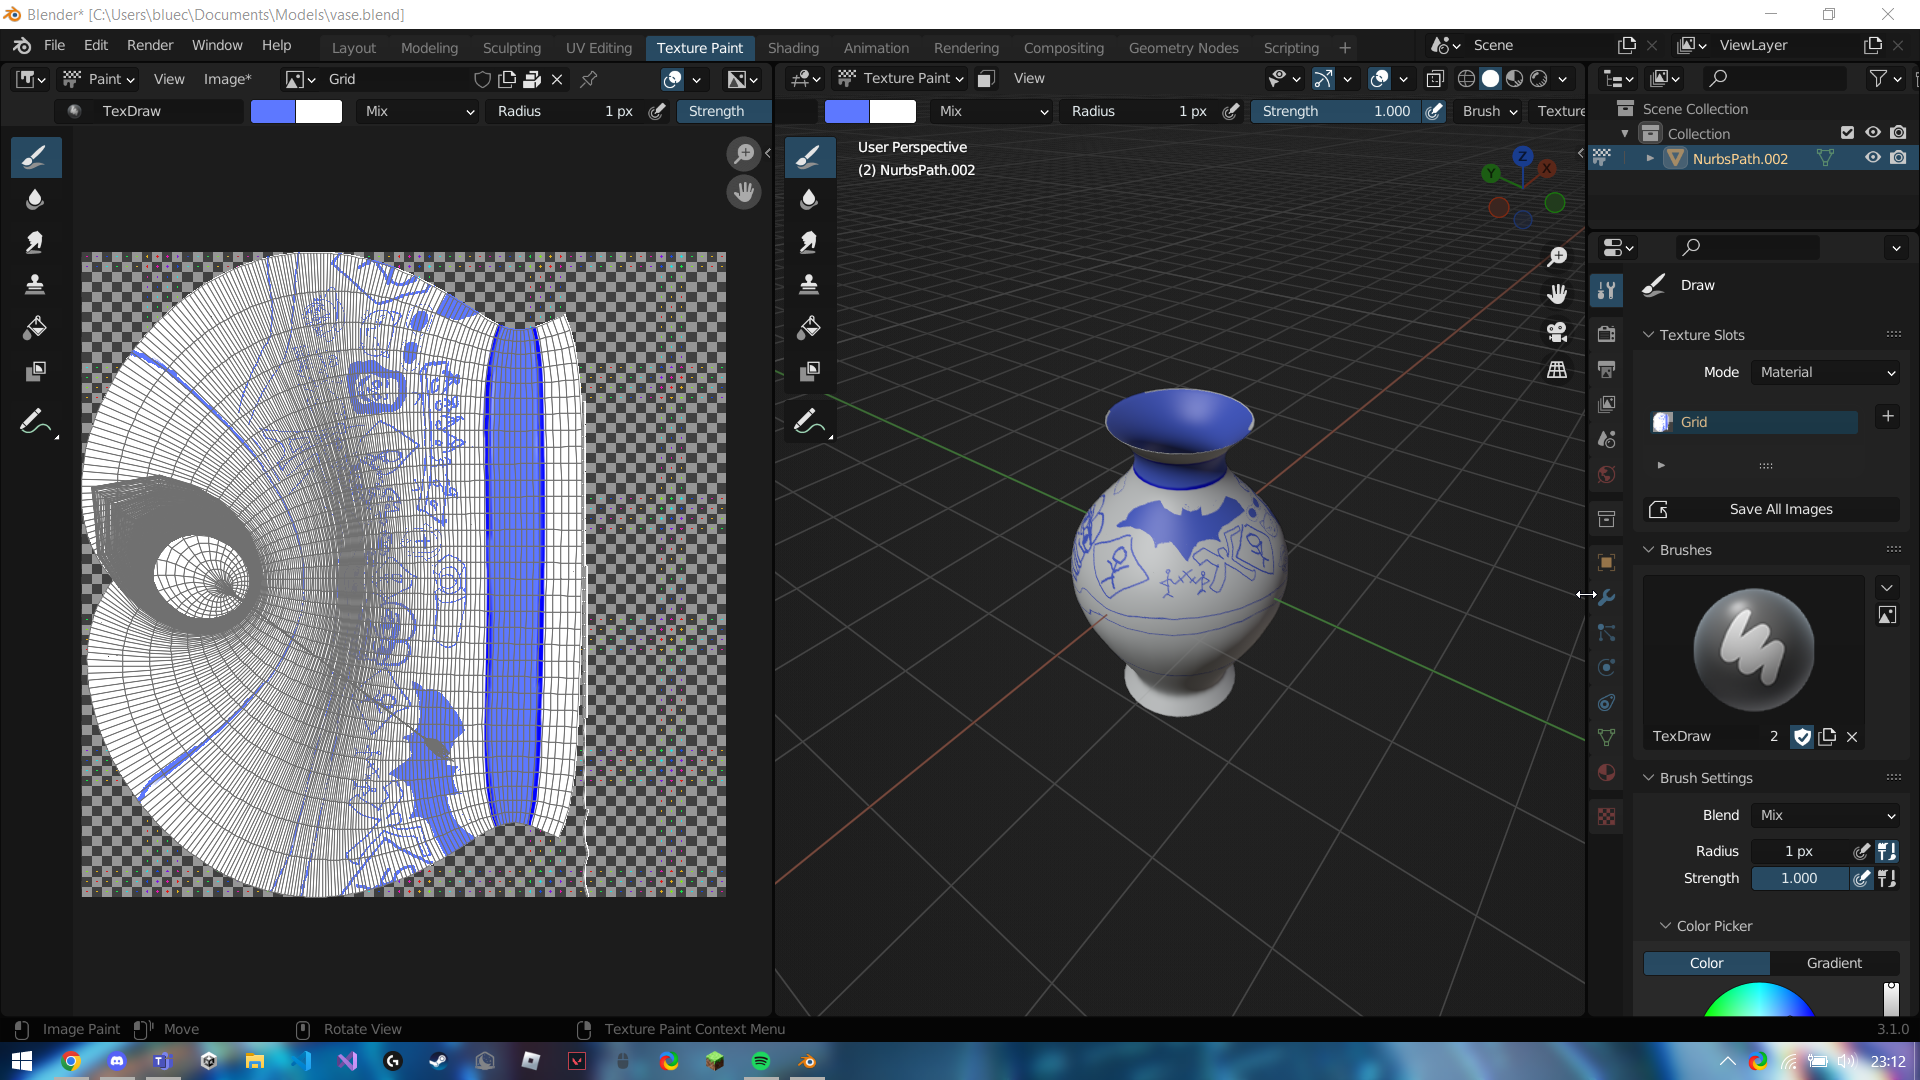 Blender* [C:\Users\bluec\Documents\Models\vase.blend]
File Edit Render Window Help Layout Modeling Sculpting UV Editing Texture Paint Shading Animation Rendering Compositing Geometry Nodes Scripting Scene ViewLayer
Paint View Image* Grid Texture Paint View
TexDraw Mix Radius 1 px Strength Mix Radius 1 px Strength 1.000 Brush Texture
Scene Collection
Collection
NurbsPath.002
User Perspective
(2) NurbsPath.002
Z
X
Y
Draw
Texture Slots
Mode Material
Grid
Save All Images
Brushes
TexDraw 2
Brush Settings
Blend Mix
Radius 1 px
Strength 1.000
Color Picker
Color Gradient
Image Paint Move Rotate View Texture Paint Context Menu 3.1.0
23:12